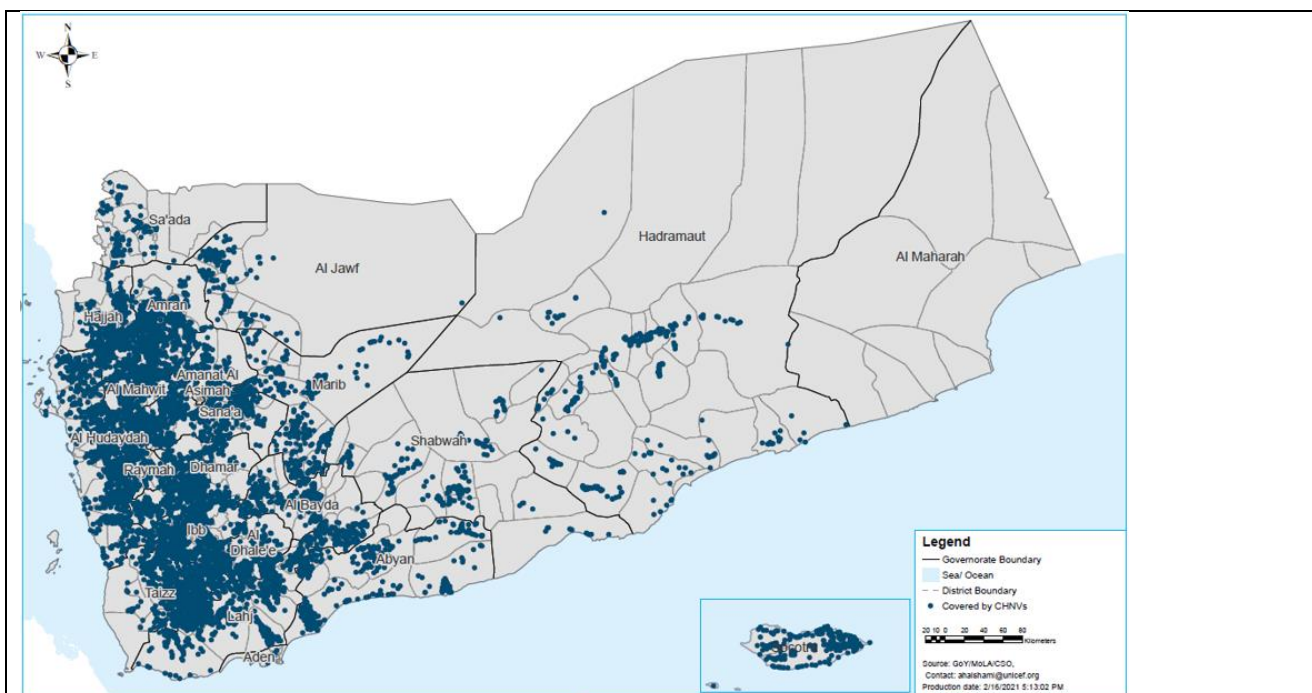 N
W E
S
Sa'ada
Al Jawf
Hadramaut
Al Maharah
Hajjah
Amran
Al Mahwit
Amanat Al
Asimah
Marib
Sana'a
Al Hudaydah
Shabwah
Raymah
Dhamar
Al Bayda
Ibb
Al
Dhale'e
Abyan
Taizz
Lahj
Aden
Socotra
Legend
Governorate Boundary
Sea/ Ocean
District Boundary
Covered by CHNVs
20 10 0 20 40 60 80
Kilometers
Source: GoY/MoLA/CSO,
Contact: ahalshami@unicef.org
Production date: 2/16/2021 5:13:02 PM